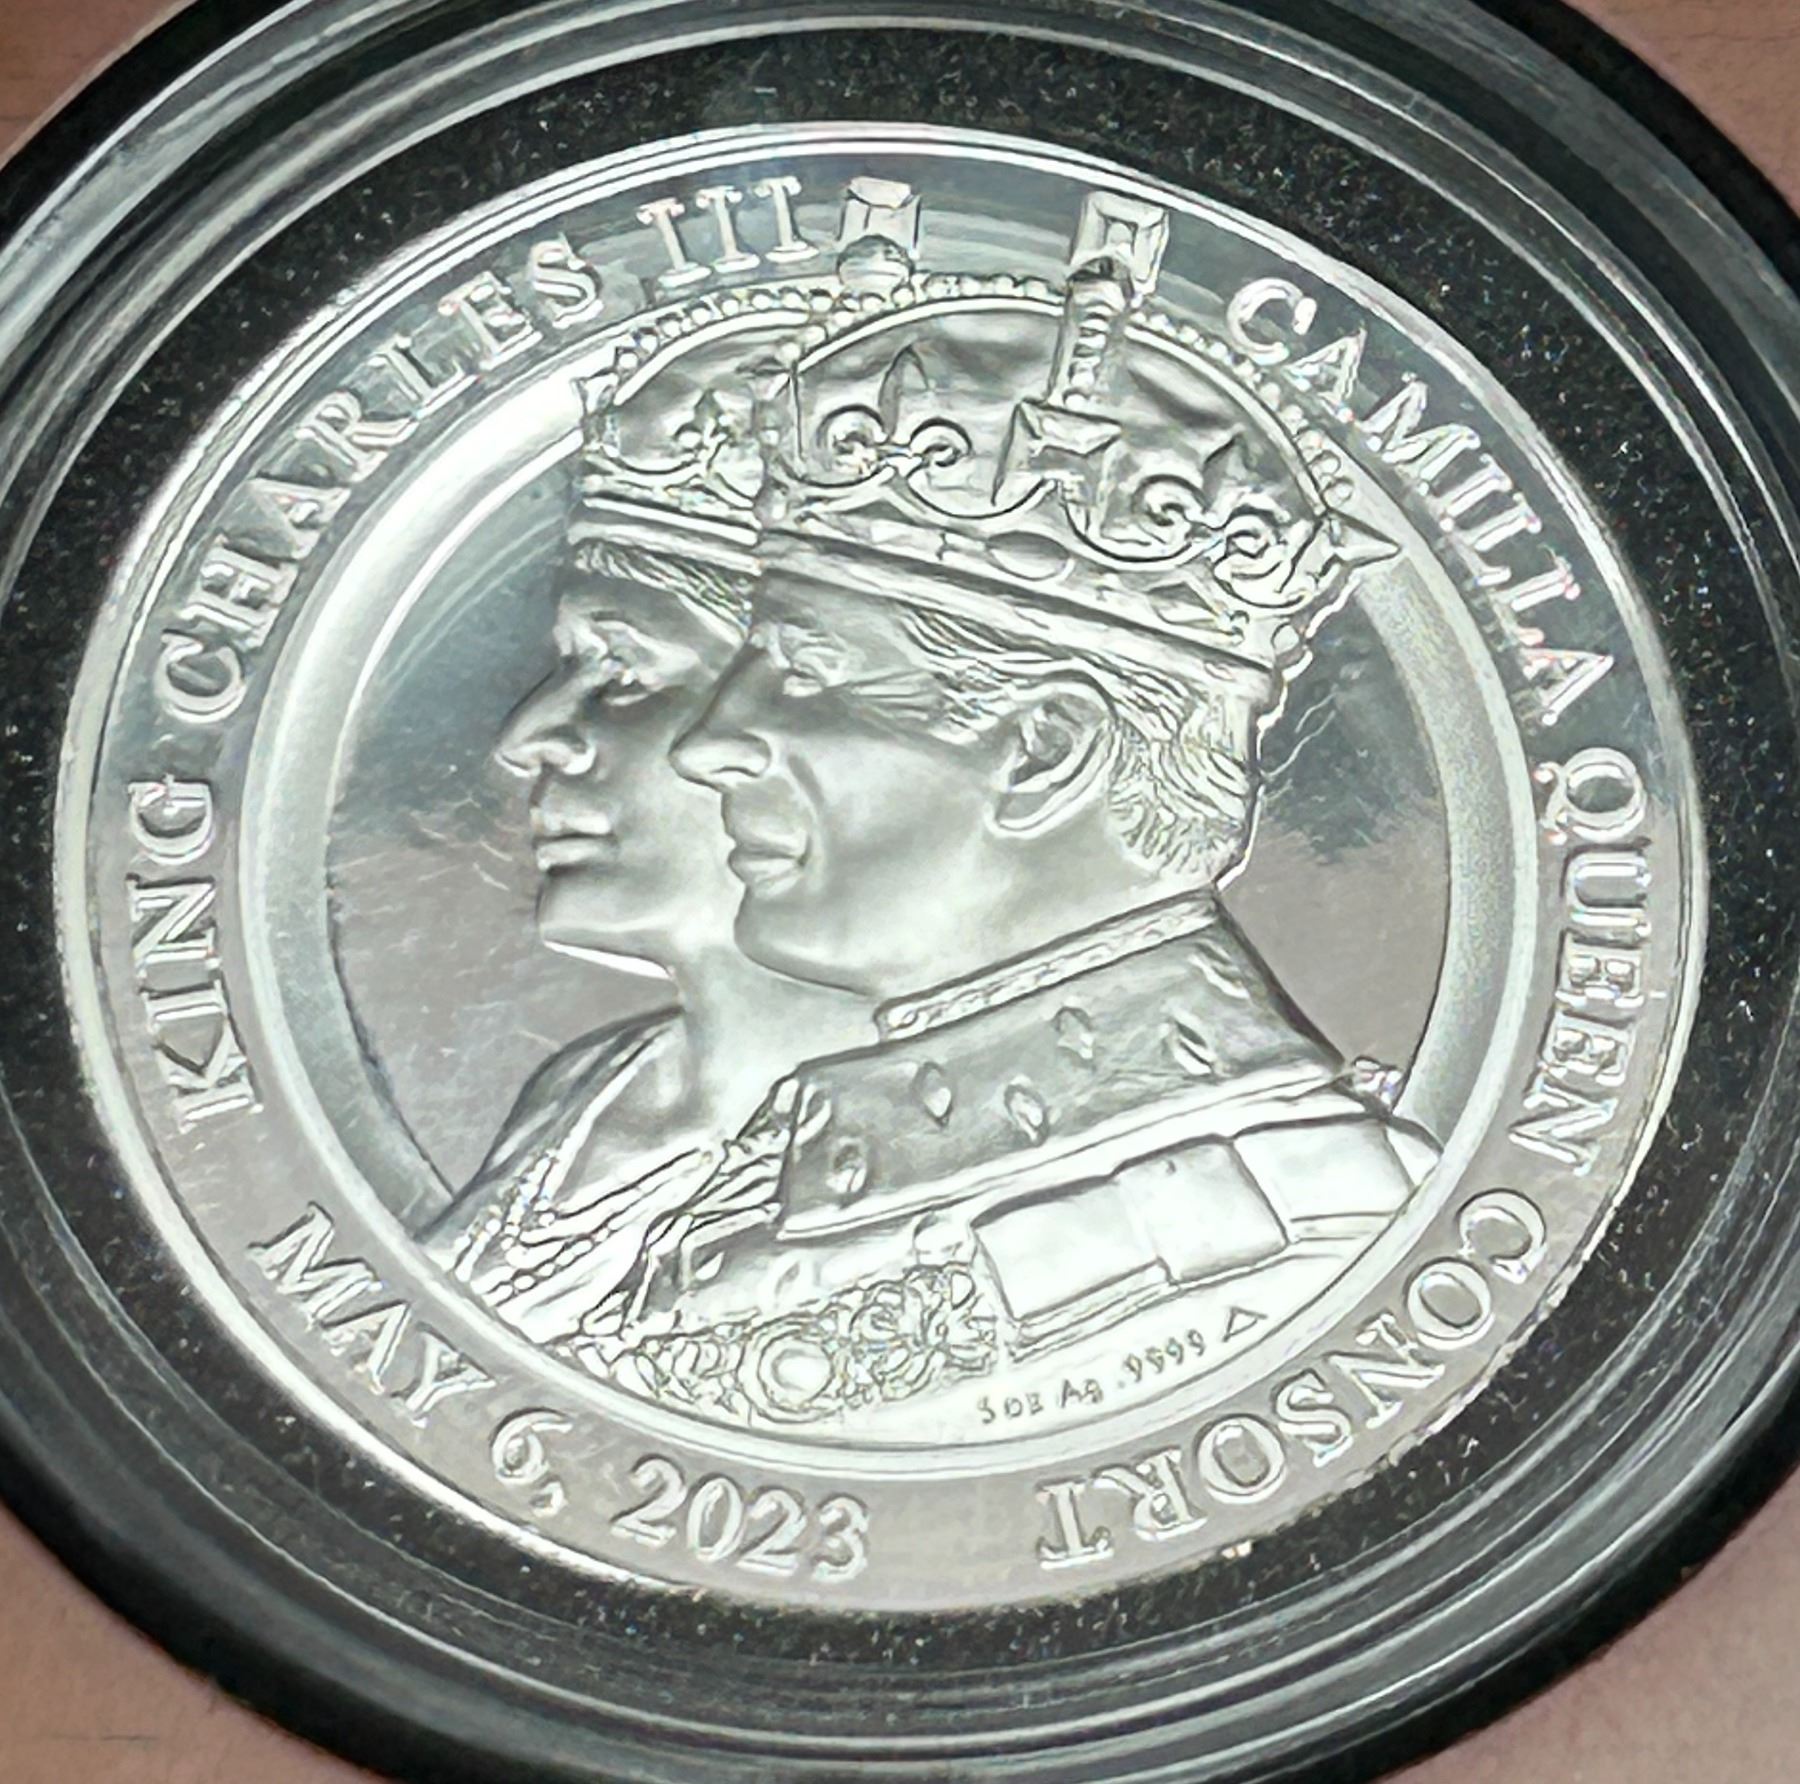 KING CHARLES III CAMILLA QUEEN CONSORT
MAY 6, 2023
5 OZ Ag .9999